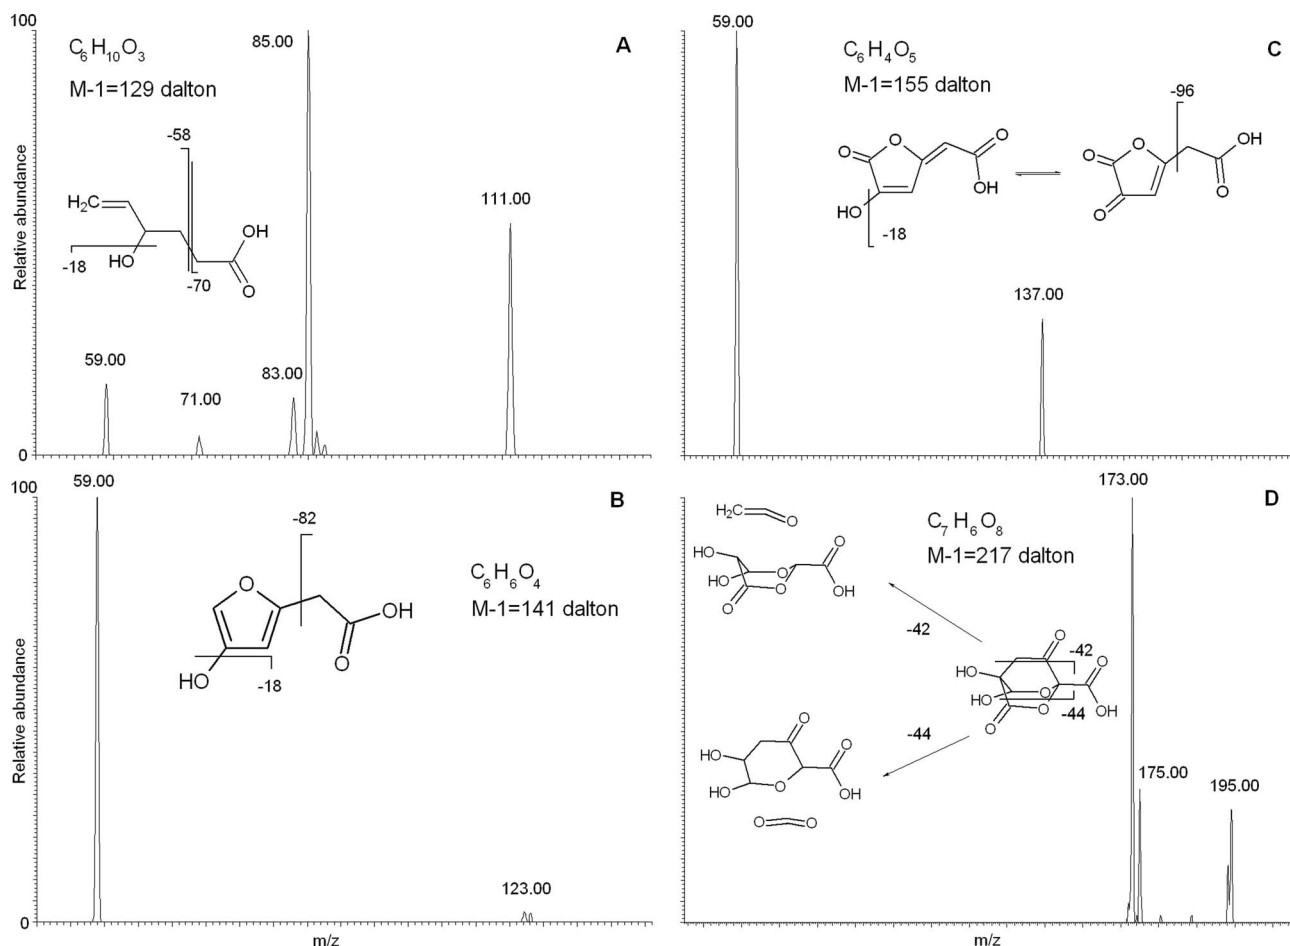 100
Relative abundance
0
A
C6H10O3
M-1=129 dalton
-58
H2C
HO
OH
O
-18
-70
59.00
71.00
83.00
85.00
111.00
C
59.00
C6H4O5
M-1=155 dalton
-96
O
O
O
OH
HO
-18
O
O
O
OH
O
137.00
100
Relative abundance
0
m/z
B
59.00
-82
O
OH
O
HO
-18
C6H6O4
M-1=141 dalton
123.00
D
173.00
C7H6O8
M-1=217 dalton
H2C
O
HO
HO
O
O
O
O
OH
-42
O
-42
HO
HO
O
O
O
O
OH
-44
-44
O
HO
HO
O
O
OH
O
O
175.00
195.00
m/z